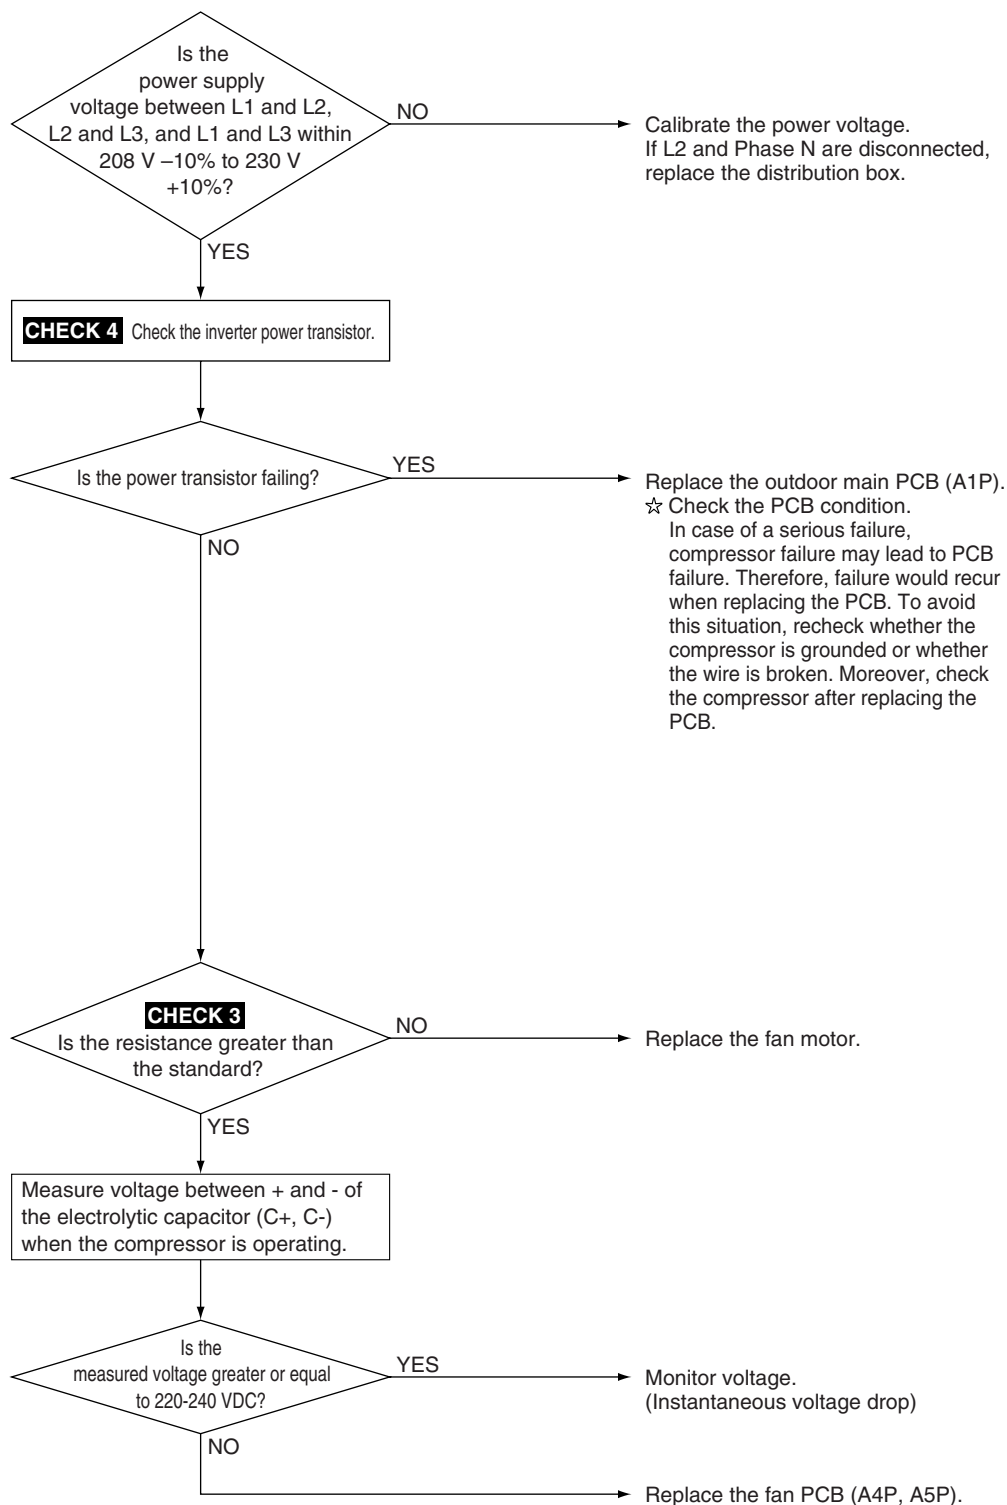 Is the
power supply
voltage between L1 and L2,
L2 and L3, and L1 and L3 within
208 V –10% to 230 V
+10%?
NO
Calibrate the power voltage.
If L2 and Phase N are disconnected,
replace the distribution box.
YES
CHECK 4 Check the inverter power transistor.
Is the power transistor failing?
YES
Replace the outdoor main PCB (A1P).
☆ Check the PCB condition.
In case of a serious failure,
compressor failure may lead to PCB
failure. Therefore, failure would recur
when replacing the PCB. To avoid
this situation, recheck whether the
compressor is grounded or whether
the wire is broken. Moreover, check
the compressor after replacing the
PCB.
NO
CHECK 3
Is the resistance greater than
the standard?
NO
Replace the fan motor.
YES
Measure voltage between + and - of
the electrolytic capacitor (C+, C-)
when the compressor is operating.
Is the
measured voltage greater or equal
to 220-240 VDC?
YES
Monitor voltage.
(Instantaneous voltage drop)
NO
Replace the fan PCB (A4P, A5P).